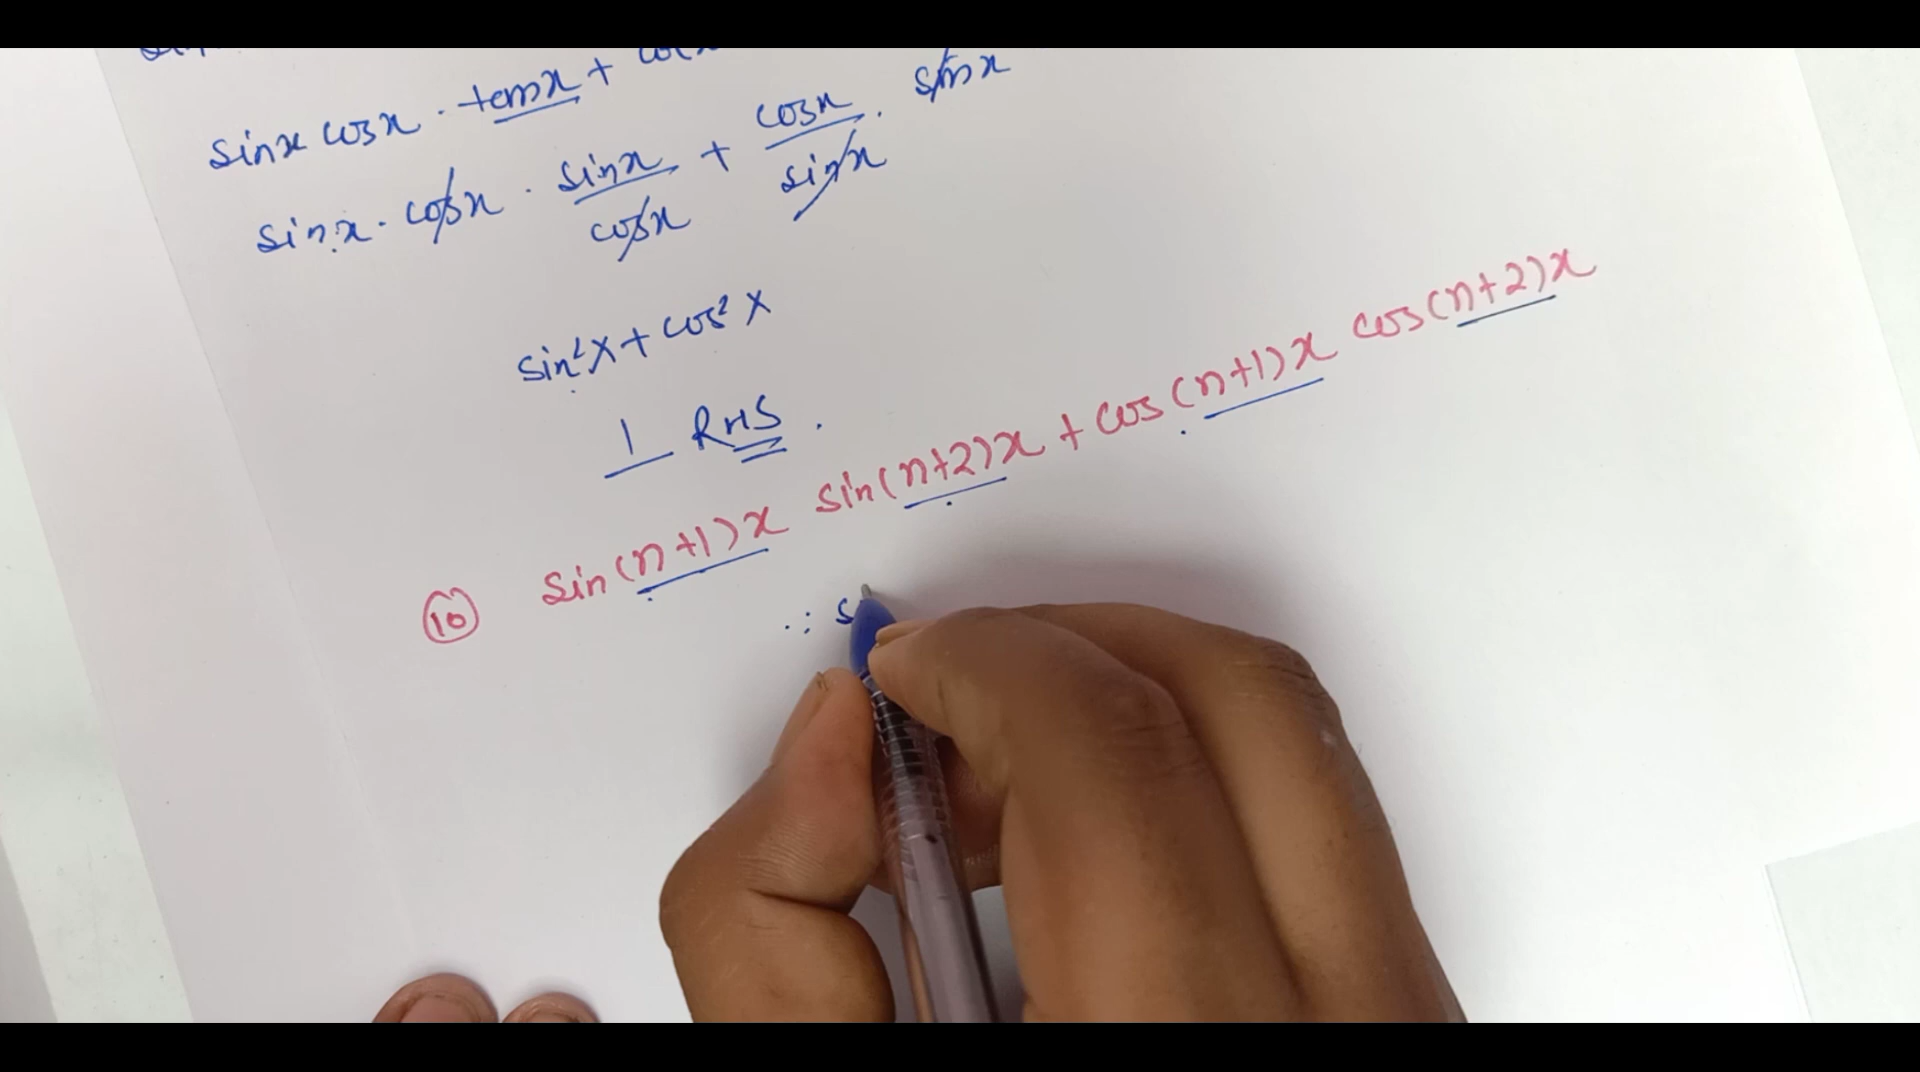 sinx cosx . tanx +
sinx . cosx . sinx/cosx + cosx/sinx . sinx
sin²x + cos²x
1 RHS .
(10) sin(n+1)x sin(n+2)x + cos(n+1)x cos(n+2)x
∵ s